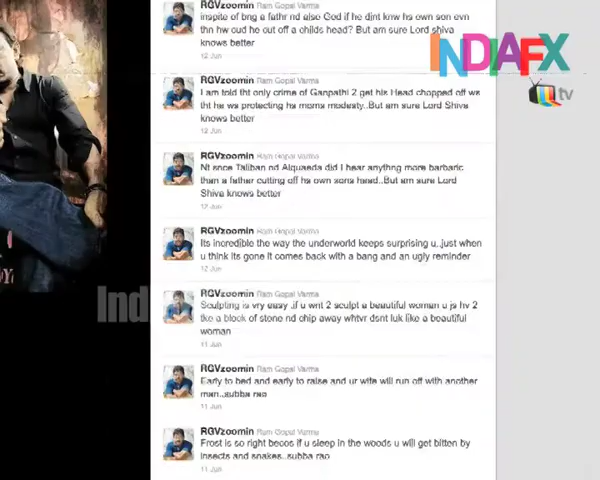 RGVzoomin Ram Gopal Varma
inspite of bng a fathr nd also God if he didnt knw hs own son evn
thn hw cud he cut off a childs head? But am sure Lord shiva
knows better
12 Jun
INDIAFX
tv
RGVzoomin Ram Gopal Varma
I am told tht only crime of Ganpathi 2 get his Head chopped off ws
tht he ws protecting hs moms modesty..But am sure Lord Shiva
knows better
12 Jun
RGVzoomin Ram Gopal Varma
Nt snce Taliban nd Alquaeda did I hear anythng more barbaric
than a father cutting off hs own sons head..But am sure Lord
Shiva knows better
12 Jun
RGVzoomin Ram Gopal Varma
Its incredible the way the underworld keeps surprising u..just when
u think its gone it comes back with a bang and an ugly reminder
12 Jun
Ind
RGVzoomin Ram Gopal Varma
Sculpting is vry easy .if u wnt 2 sculpt a beautiful woman u js hv 2
tke a block of stone nd chip away whtvr dsnt luk like a beautiful
woman
11 Jun
RGVzoomin Ram Gopal Varma
Early to bed and early to raise and ur wife will run off with another
man..subba rao
11 Jun
RGVzoomin Ram Gopal Varma
Frost is so right becos if u sleep in the woods u will get bitten by
insects and snakes..subba rao
11 Jun